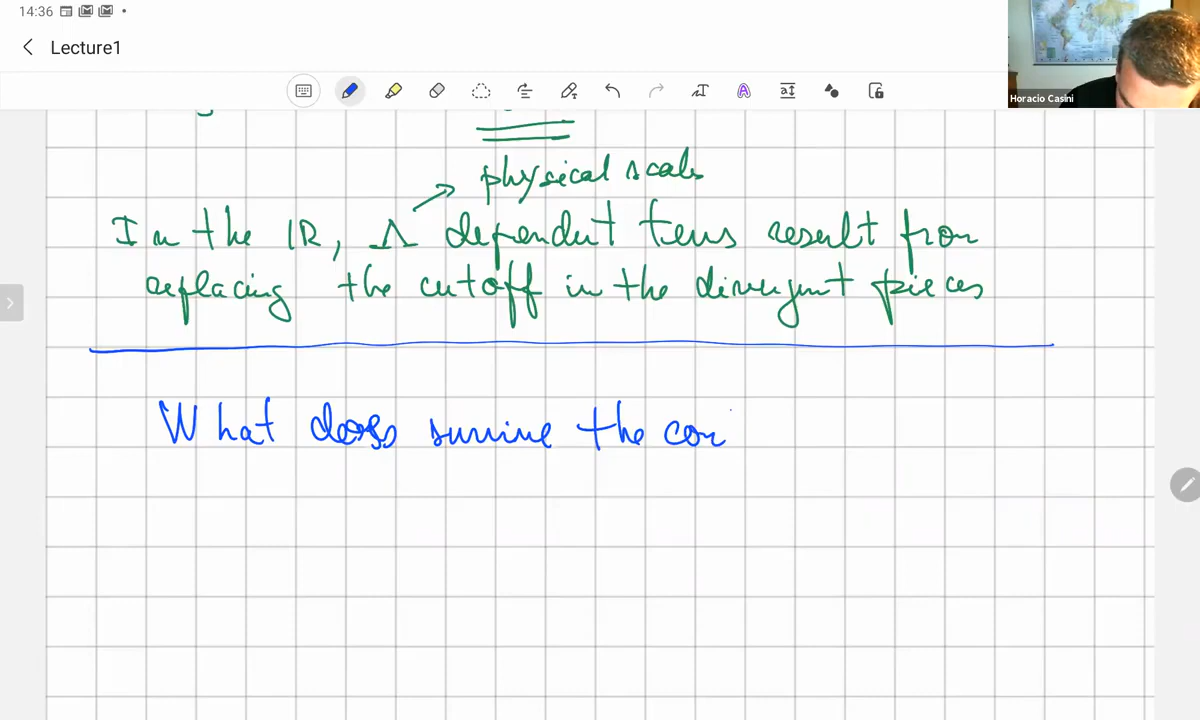 14:36
Lecture1
Horacio Casini
physical scale
In the IR, Λ dependent terms result from
replacing the cutoff in the divergent pieces
What does survive the con